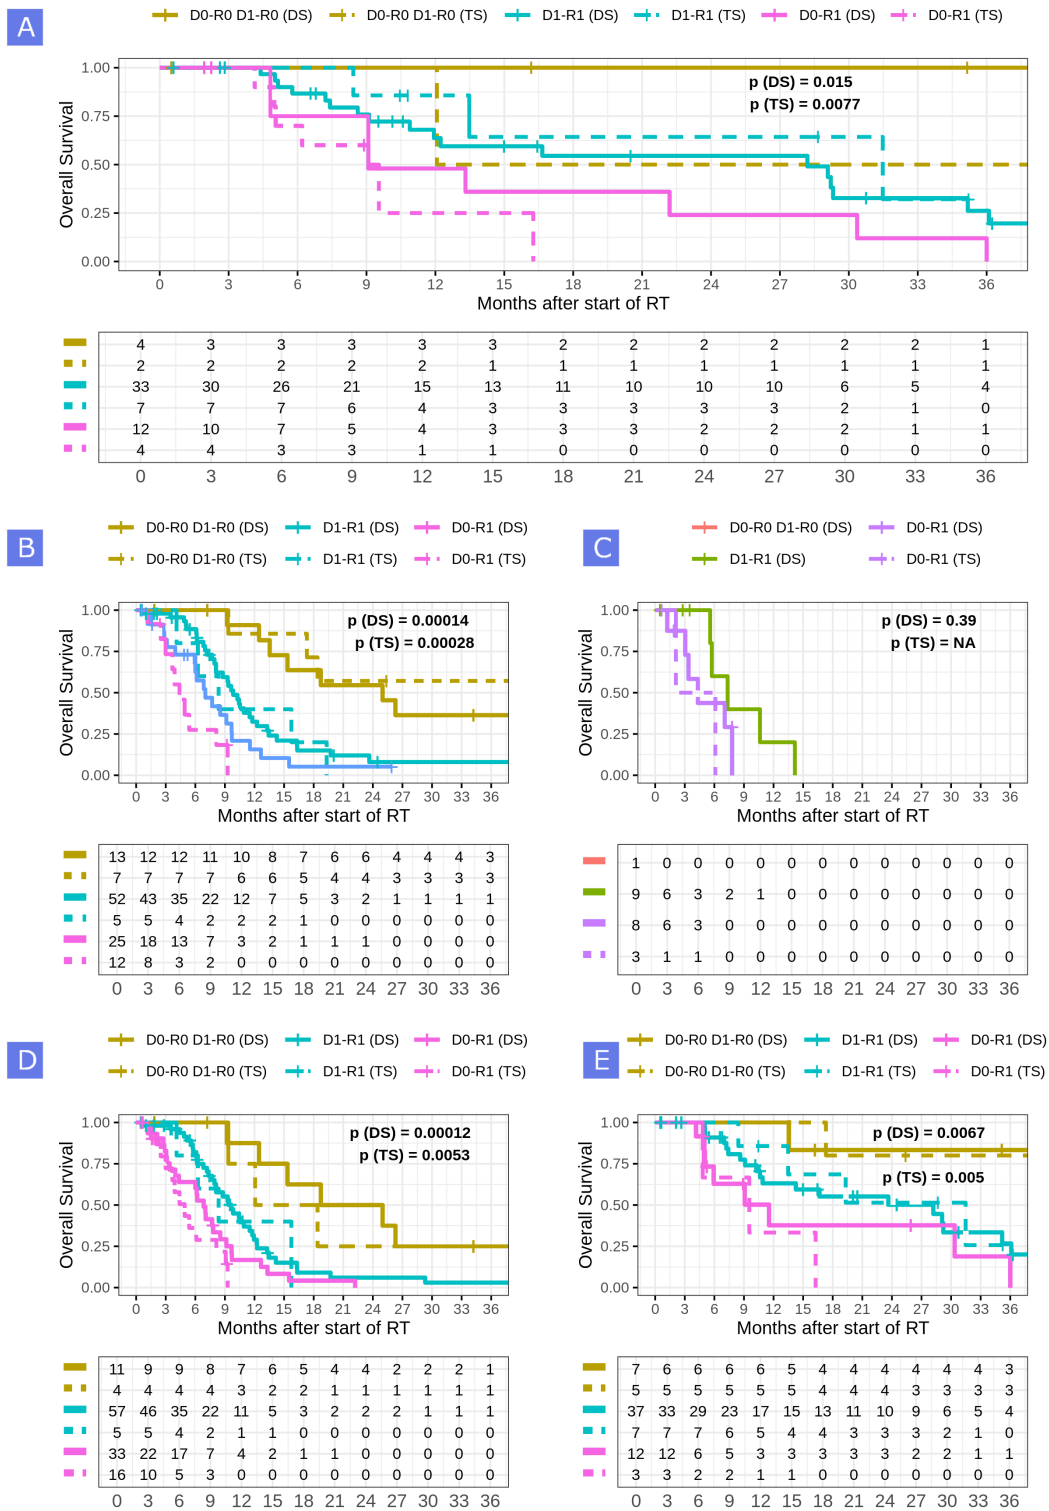 A
D0-R0 D1-R0 (DS) D0-R0 D1-R0 (TS) D1-R1 (DS) D1-R1 (TS) D0-R1 (DS) D0-R1 (TS)
1.00
0.75
0.50
0.25
0.00
Overall Survival
p (DS) = 0.015
p (TS) = 0.0077
0 3 6 9 12 15 18 21 24 27 30 33 36
Months after start of RT
4 3 3 3 3 3 2 2 2 2 2 2 1
2 2 2 2 2 1 1 1 1 1 1 1 1
33 30 26 21 15 13 11 10 10 10 6 5 4
7 7 7 6 4 3 3 3 3 3 2 1 0
12 10 7 5 4 3 3 3 2 2 2 1 1
4 4 3 3 1 1 0 0 0 0 0 0 0
0 3 6 9 12 15 18 21 24 27 30 33 36
B
D0-R0 D1-R0 (DS) D1-R1 (DS) D0-R1 (DS)
D0-R0 D1-R0 (TS) D1-R1 (TS) D0-R1 (TS)
1.00
0.75
0.50
0.25
0.00
Overall Survival
p (DS) = 0.00014
p (TS) = 0.00028
0 3 6 9 12 15 18 21 24 27 30 33 36
Months after start of RT
13 12 12 11 10 8 7 6 6 4 4 4 3
7 7 7 7 6 6 5 4 4 3 3 3 3
52 43 35 22 12 7 5 3 2 1 1 1 1
5 5 4 2 2 2 1 0 0 0 0 0 0
25 18 13 7 3 2 1 1 1 0 0 0 0
12 8 3 2 0 0 0 0 0 0 0 0 0
0 3 6 9 12 15 18 21 24 27 30 33 36
C
D0-R0 D1-R0 (DS) D0-R1 (DS)
D1-R1 (DS) D0-R1 (TS)
1.00
0.75
0.50
0.25
0.00
Overall Survival
p (DS) = 0.39
p (TS) = NA
0 3 6 9 12 15 18 21 24 27 30 33 36
Months after start of RT
1 0 0 0 0 0 0 0 0 0 0 0 0
9 6 3 2 1 0 0 0 0 0 0 0 0
8 6 3 0 0 0 0 0 0 0 0 0 0
3 1 1 0 0 0 0 0 0 0 0 0 0
0 3 6 9 12 15 18 21 24 27 30 33 36
D
D0-R0 D1-R0 (DS) D1-R1 (DS) D0-R1 (DS)
D0-R0 D1-R0 (TS) D1-R1 (TS) D0-R1 (TS)
1.00
0.75
0.50
0.25
0.00
Overall Survival
p (DS) = 0.00012
p (TS) = 0.0053
0 3 6 9 12 15 18 21 24 27 30 33 36
Months after start of RT
11 9 9 8 7 6 5 4 4 2 2 2 1
4 4 4 4 3 2 2 1 1 1 1 1 1
57 46 35 22 11 5 3 2 2 2 1 1 1
5 5 4 2 1 1 0 0 0 0 0 0 0
33 22 17 7 4 2 1 1 0 0 0 0 0
16 10 5 3 0 0 0 0 0 0 0 0 0
0 3 6 9 12 15 18 21 24 27 30 33 36
E
D0-R0 D1-R0 (DS) D1-R1 (DS) D0-R1 (DS)
D0-R0 D1-R0 (TS) D1-R1 (TS) D0-R1 (TS)
1.00
0.75
0.50
0.25
0.00
Overall Survival
p (DS) = 0.0067
p (TS) = 0.005
0 3 6 9 12 15 18 21 24 27 30 33 36
Months after start of RT
7 6 6 6 6 5 4 4 4 4 4 4 3
5 5 5 5 5 5 4 4 4 3 3 3 3
37 33 29 23 17 15 13 11 10 9 6 5 4
7 7 7 6 5 4 4 3 3 3 2 1 0
12 12 6 5 3 3 3 3 3 2 2 1 1
3 3 2 2 1 1 0 0 0 0 0 0 0
0 3 6 9 12 15 18 21 24 27 30 33 36